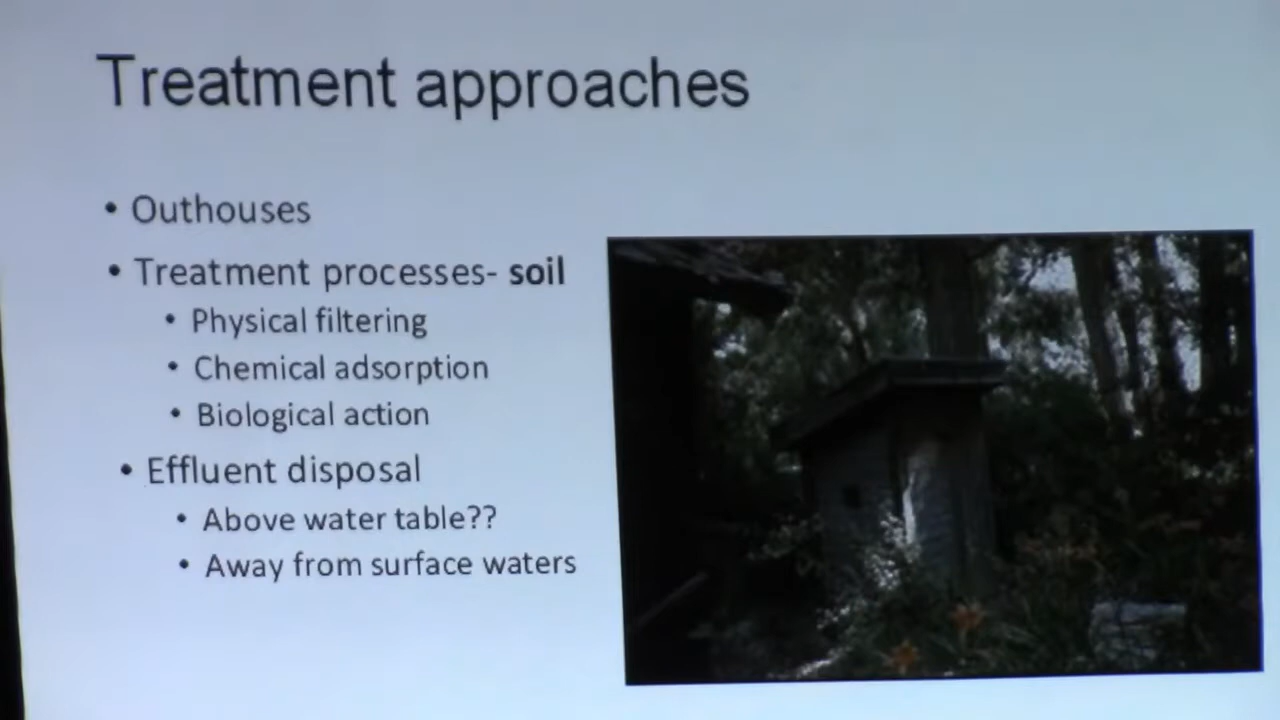 Treatment approaches
• Outhouses
• Treatment processes- soil
• Physical filtering
• Chemical adsorption
• Biological action
• Effluent disposal
• Above water table??
• Away from surface waters